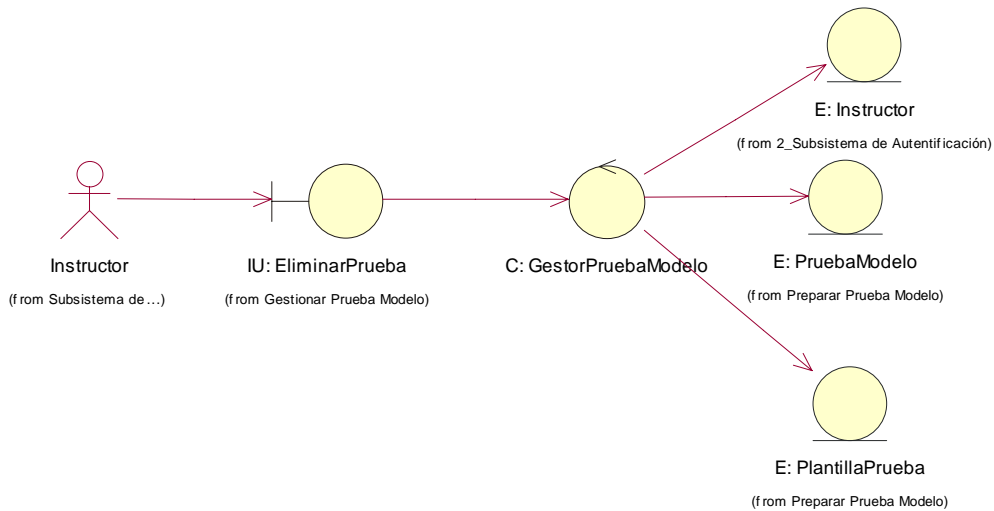 E: Instructor
(from 2_Subsistema de Autentificación)
Instructor
(from Subsistema de...)
IU: EliminarPrueba
(from Gestionar Prueba Modelo)
C: GestorPruebaModelo
E: PruebaModelo
(from Preparar Prueba Modelo)
E: PlantillaPrueba
(from Preparar Prueba Modelo)